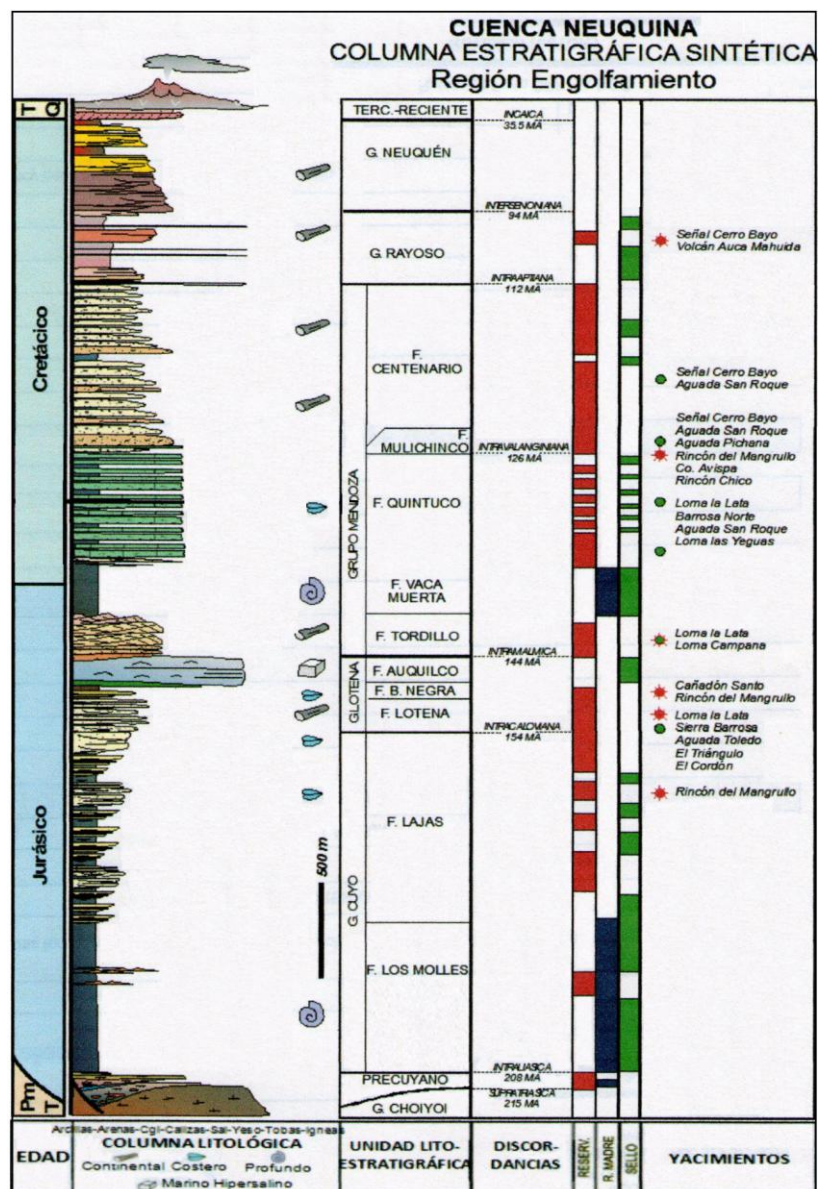 CUENCA NEUQUINA
COLUMNA ESTRATIGRÁFICA SINTÉTICA
Región Engolfamiento
T Q
Cretácico
Jurásico
Pm T
500 m
TERC.-RECIENTE
G. NEUQUÉN
G. RAYOSO
GRUPO MENDOZA
F. CENTENARIO
F. MULICHINCO
F. QUINTUCO
F. VACA MUERTA
F. TORDILLO
G LOTENA
F. AUQUILCO
F. B. NEGRA
F. LOTENA
G. CUYO
F. LAJAS
F. LOS MOLLES
PRECUYANO
G. CHOIYOI
INCAICA
35.5 MA
INTERSENONIANA
94 MA
INTRAAPTIANA
112 MA
INTRAVALANGINIANA
126 MA
INTRAMALMICA
144 MA
INTRACALOVIANA
154 MA
INTRALIASICA
208 MA
SUPRATRIASICA
215 MA
Señal Cerro Bayo
Volcán Auca Mahuida
Señal Cerro Bayo
Aguada San Roque
Señal Cerro Bayo
Aguada San Roque
Aguada Pichana
Rincón del Mangrullo
Co. Avispa
Rincón Chico
Loma la Lata
Barrosa Norte
Aguada San Roque
Loma las Yeguas
Loma la Lata
Loma Campana
Cañadón Santo
Rincón del Mangrullo
Loma la Lata
Sierra Barrosa
Aguada Toledo
El Triángulo
El Cordón
Rincón del Mangrullo
EDAD
Arcillas-Arenas-Cgl-Calizas-Sal-Yeso-Tobas-Igneas
COLUMNA LITOLÓGICA
Continental Costero Profundo
Marino Hipersalino
UNIDAD LITO-
ESTRATIGRÁFICA
DISCOR-
DANCIAS
RESERV.
R. MADRE
SELLO
YACIMIENTOS